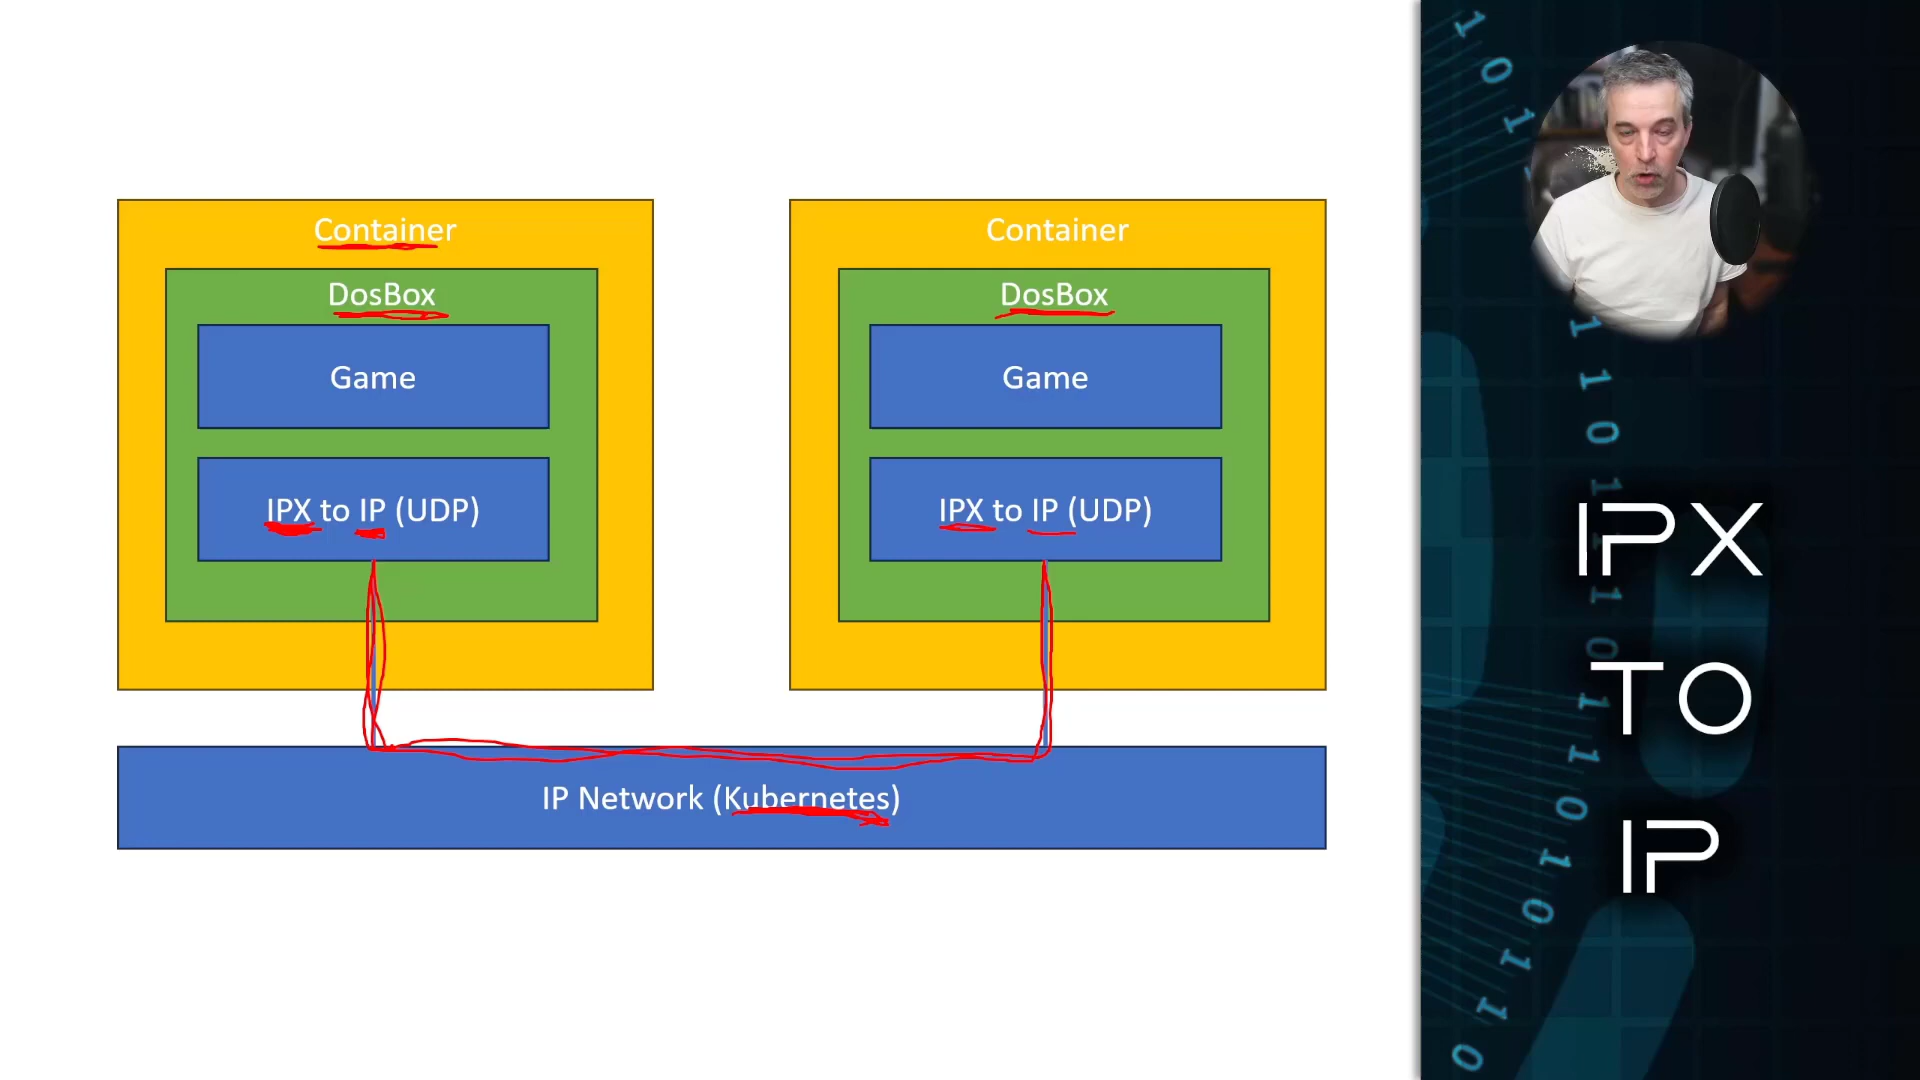 Container
DosBox
Game
IPX to IP (UDP)
Container
DosBox
Game
IPX to IP (UDP)
IP Network (Kubernetes)
IPX
TO
IP